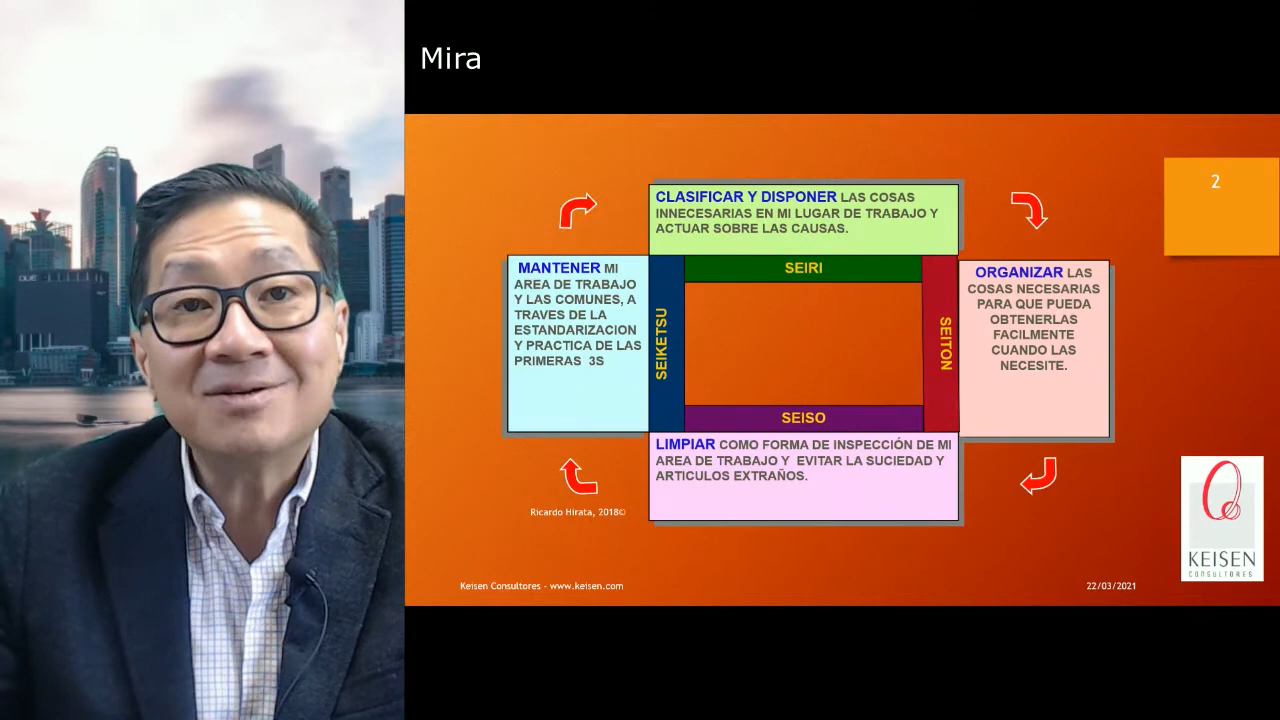 Mira
2
CLASIFICAR Y DISPONER LAS COSAS
INNECESARIAS EN MI LUGAR DE TRABAJO Y
ACTUAR SOBRE LAS CAUSAS.
MANTENER MI
AREA DE TRABAJO
Y LAS COMUNES, A
TRAVES DE LA
ESTANDARIZACION
Y PRACTICA DE LAS
PRIMERAS 3S
SEIRI
SEIKETSU
SEITON
SEISO
ORGANIZAR LAS
COSAS NECESARIAS
PARA QUE PUEDA
OBTENERLAS
FACILMENTE
CUANDO LAS
NECESITE.
LIMPIAR COMO FORMA DE INSPECCIÓN DE MI
AREA DE TRABAJO Y EVITAR LA SUCIEDAD Y
ARTICULOS EXTRAÑOS.
Ricardo Hirata, 2018©
KEISEN
CONSULTORES
Keisen Consultores - www.keisen.com
22/03/2021
DUE